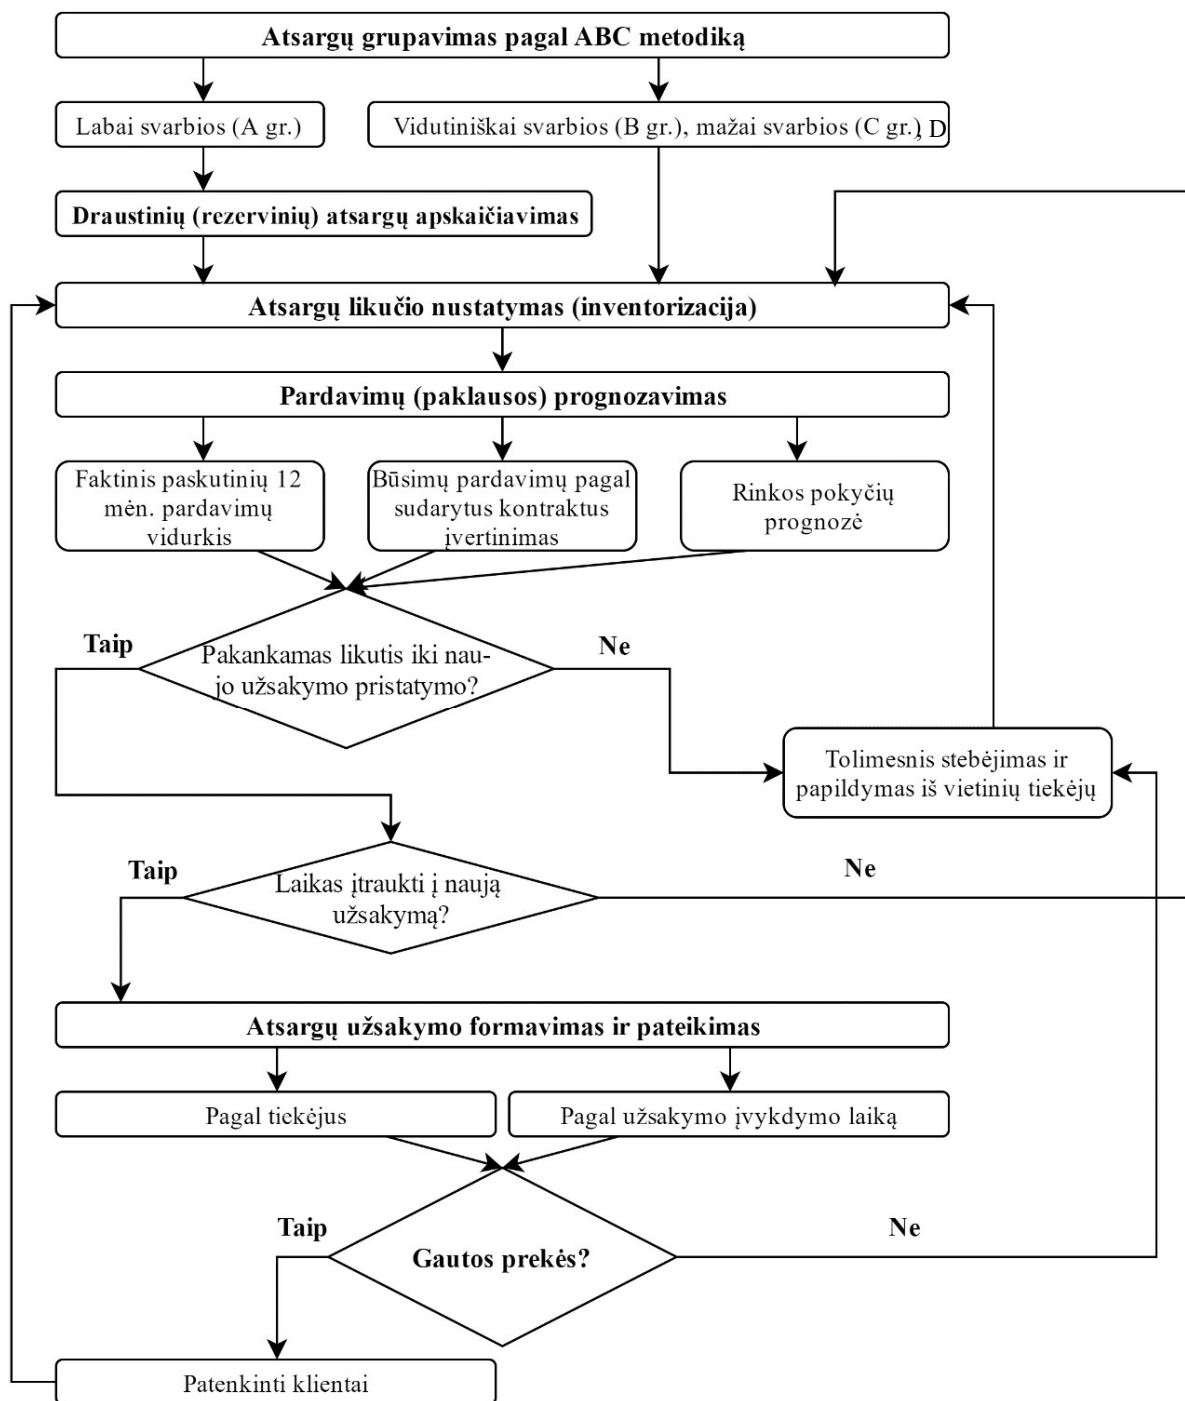 Atsargų grupavimas pagal ABC metodiką
Labai svarbios (A gr.)
Vidutiniškai svarbios (B gr.), mažai svarbios (C gr.), D
Draustinių (rezervinių) atsargų apskaičiavimas
Atsargų likučio nustatymas (inventorizacija)
Pardavimų (paklausos) prognozavimas
Faktinis paskutinių 12
mėn. pardavimų
vidurkis
Būsimų pardavimų pagal
sudarytus kontraktus
įvertinimas
Rinkos pokyčių
prognozė
Taip
Pakankamas likutis iki nau-
jo užsakymo pristatymo?
Ne
Tolimesnis stebėjimas ir
papildymas iš vietinių tiekėjų
Taip
Laikas įtraukti į naują
užsakymą?
Ne
Atsargų užsakymo formavimas ir pateikimas
Pagal tiekėjus
Pagal užsakymo įvykdymo laiką
Taip
Gautos prekės?
Ne
Patenkinti klientai